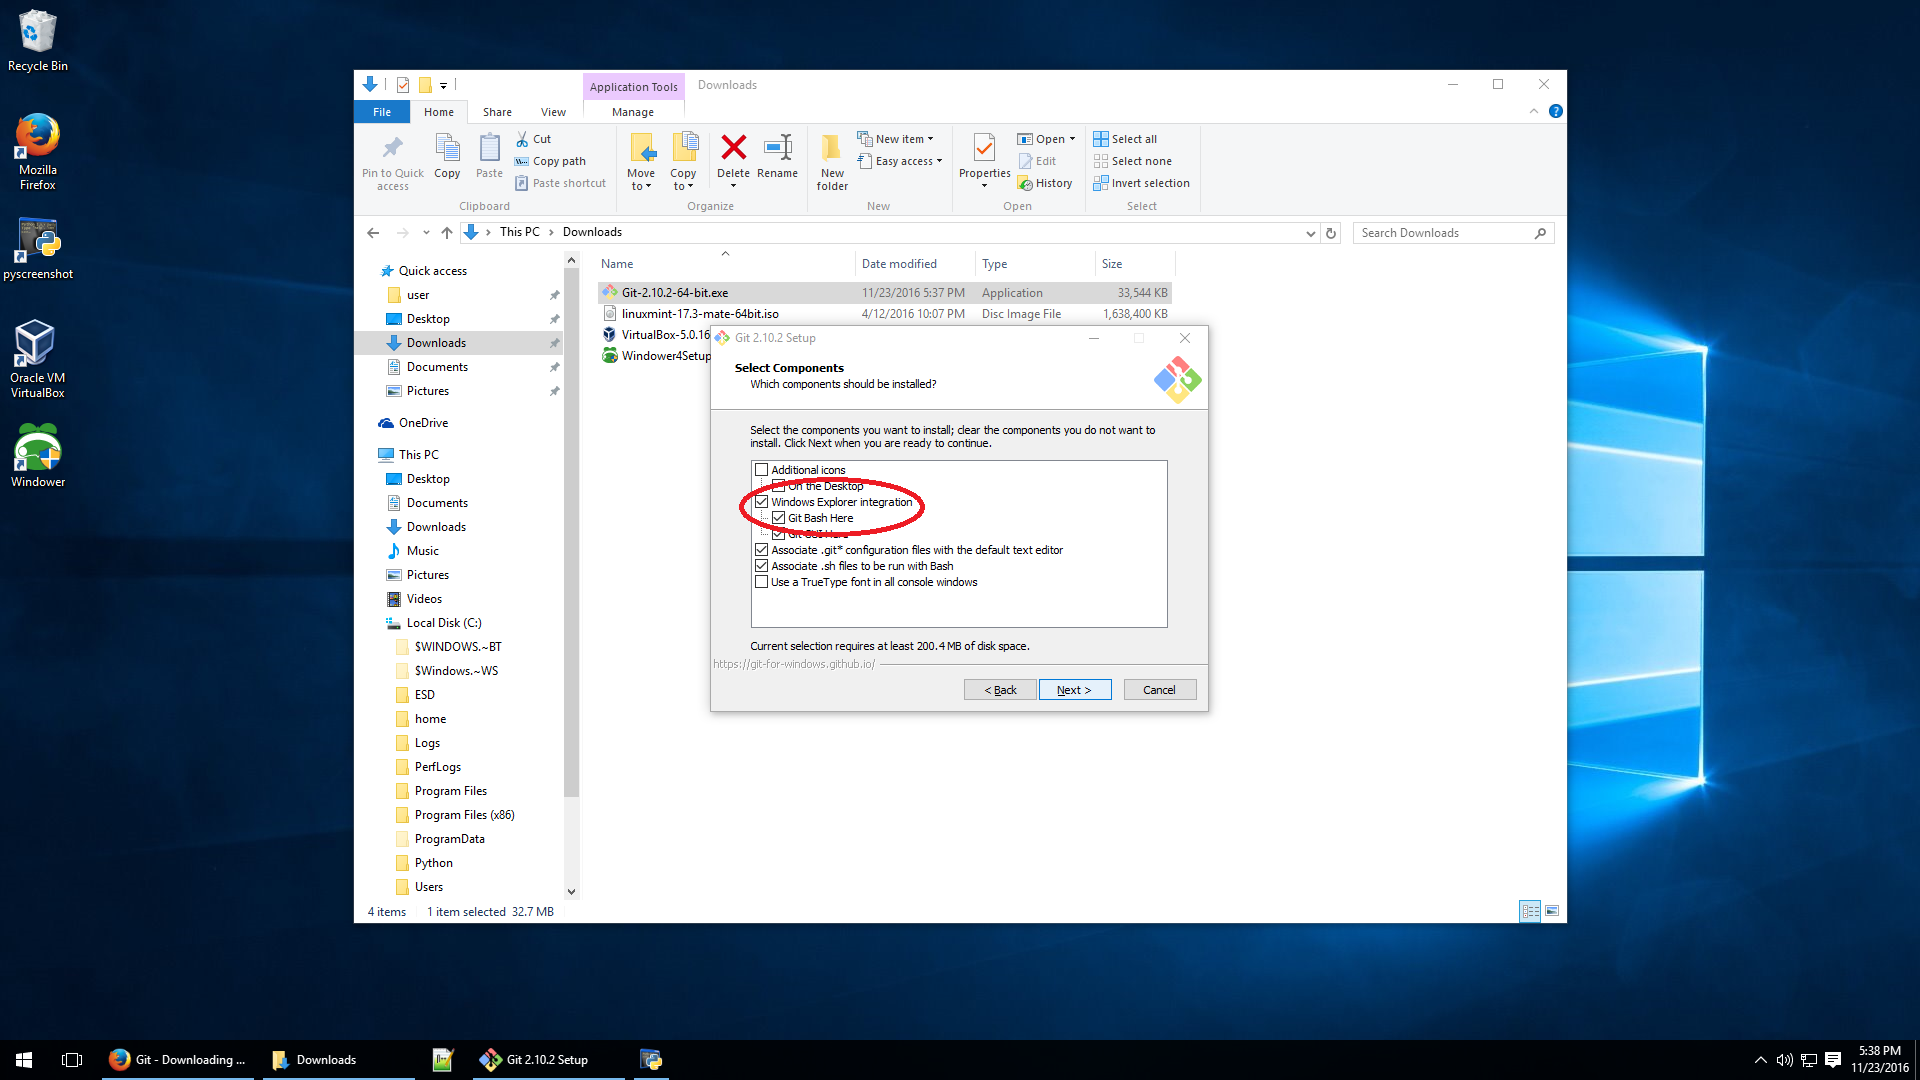 Recycle Bin
Mozilla
Firefox
pyscreenshot
Oracle VM
VirtualBox
Windower
Application Tools
Downloads
File
Home
Share
View
Manage
Pin to Quick
access
Copy
Paste
Cut
Copy path
Paste shortcut
Clipboard
Move
to
Copy
to
Delete
Rename
Organize
New
folder
New item
Easy access
New
Properties
Open
Edit
History
Open
Select all
Select none
Invert selection
Select
This PC > Downloads
Search Downloads
Quick access
user
Desktop
Downloads
Documents
Pictures
OneDrive
This PC
Desktop
Documents
Downloads
Music
Pictures
Videos
Local Disk (C:)
$WINDOWS.~BT
$Windows.~WS
ESD
home
Logs
PerfLogs
Program Files
Program Files (x86)
ProgramData
Python
Users
Name Date modified Type Size
Git-2.10.2-64-bit.exe 11/23/2016 5:37 PM Application 33,544 KB
linuxmint-17.3-mate-64bit.iso 4/12/2016 10:07 PM Disc Image File 1,638,400 KB
VirtualBox-5.0.16
Windower4Setup
Git 2.10.2 Setup
Select Components
Which components should be installed?
Select the components you want to install; clear the components you do not want to
install. Click Next when you are ready to continue.
Additional icons
On the Desktop
Windows Explorer integration
Git Bash Here
Git GUI Here
Associate .git* configuration files with the default text editor
Associate .sh files to be run with Bash
Use a TrueType font in all console windows
Current selection requires at least 200.4 MB of disk space.
https://git-for-windows.github.io/
< Back
Next >
Cancel
4 items 1 item selected 32.7 MB
Git - Downloading ...
Downloads
Git 2.10.2 Setup
5:38 PM
11/23/2016